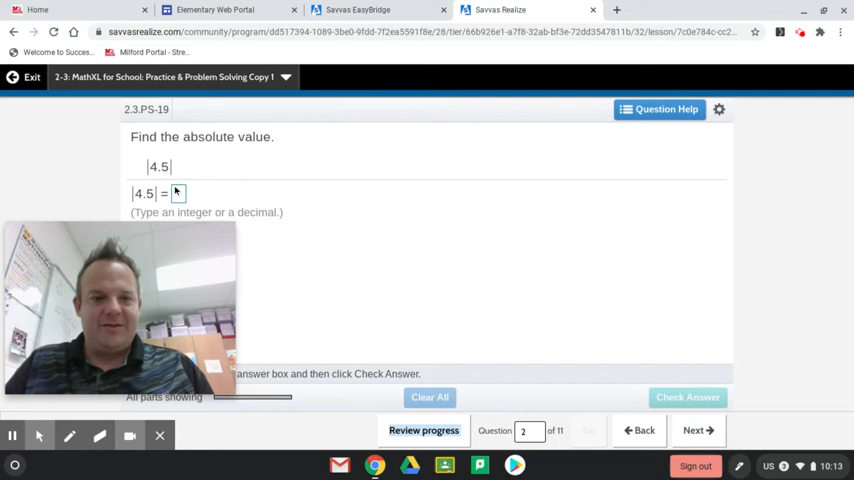 Home
Elementary Web Portal
Savvas EasyBridge
Savvas Realize
savvasrealize.com/community/program/dd517394-1089-3be0-9fdd-7f2ea5591f8e/28/tier/66b926e1-a7f8-32ab-bf3e-72dd3547811b/32/lesson/7c0e784c-cc2...
Welcome to Succes...
Milford Portal - Stre...
Exit
2-3: MathXL for School: Practice & Problem Solving Copy 1
2.3.PS-19
Question Help
Find the absolute value.
|4.5|
|4.5| =
(Type an integer or a decimal.)
answer box and then click Check Answer.
All parts showing
Clear All
Check Answer
Review progress
Question 2 of 11
Go
Back
Next
Sign out
US 3 10:13